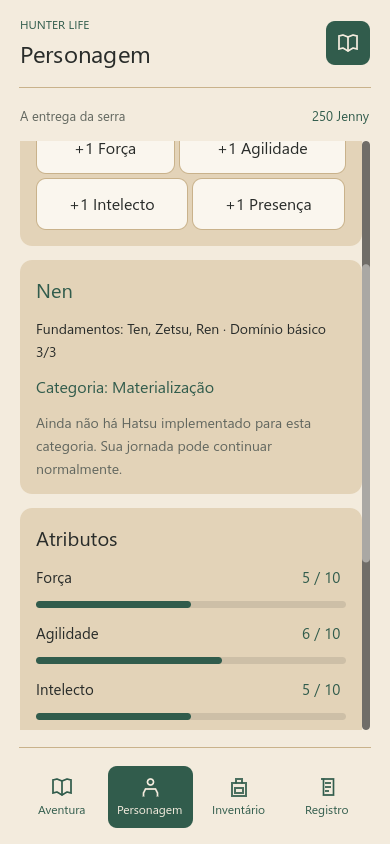 HUNTER LIFE
Personagem
A entrega da serra
250 Jenny
+1 Força
+1 Agilidade
+1 Intelecto
+1 Presença
Nen
Fundamentos: Ten, Zetsu, Ren · Domínio básico
3/3
Categoria: Materialização
Ainda não há Hatsu implementado para esta
categoria. Sua jornada pode continuar
normalmente.
Atributos
Força
5 / 10
Agilidade
6 / 10
Intelecto
5 / 10
Aventura
Personagem
Inventário
Registro